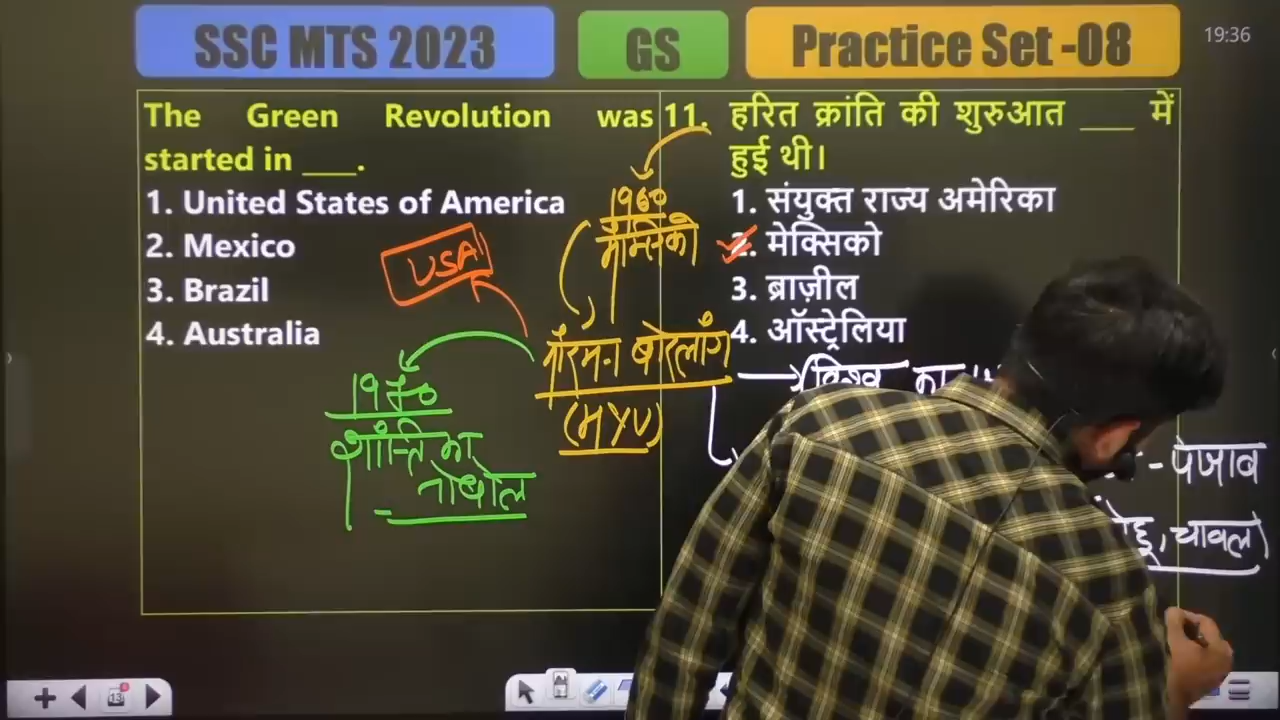 SSC MTS 2023
GS
Practice Set -08
19:36
The Green Revolution was
started in ___.
1. United States of America
2. Mexico
3. Brazil
4. Australia
11. हरित क्रांति की शुरुआत ___ में
हुई थी।
1. संयुक्त राज्य अमेरिका
2. मेक्सिको
3. ब्राज़ील
4. ऑस्ट्रेलिया
1960
USA
नॉरमन बोरलॉग
(HYV)
विश्व का
1970
शांन्ति का
नोबोल
- पंजाब
चावल)
13